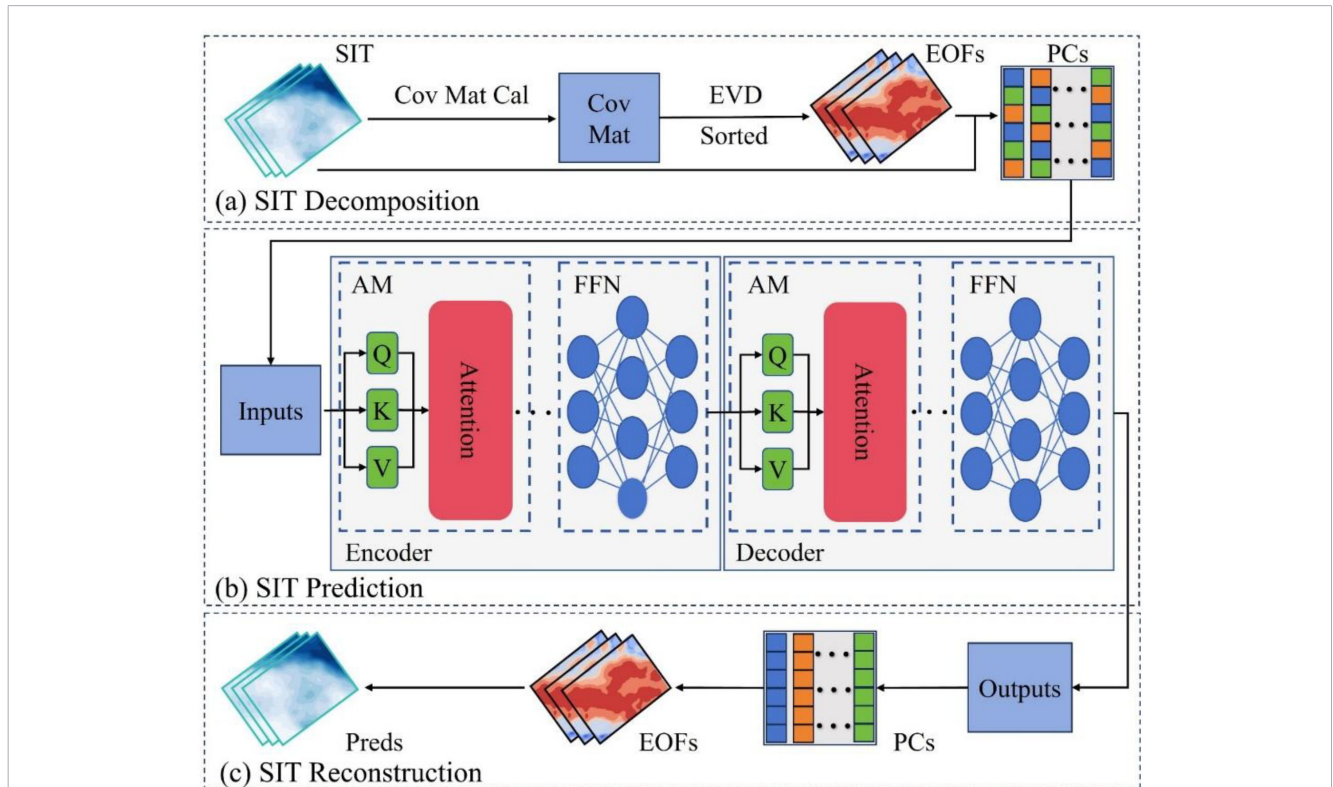 SIT
Cov Mat Cal
Cov
Mat
EVD
Sorted
EOFs
PCs
(a) SIT Decomposition
AM
FFN
AM
FFN
Inputs
Q
K
V
Attention
Q
K
V
Attention
Encoder
Decoder
(b) SIT Prediction
Outputs
Preds
EOFs
PCs
(c) SIT Reconstruction